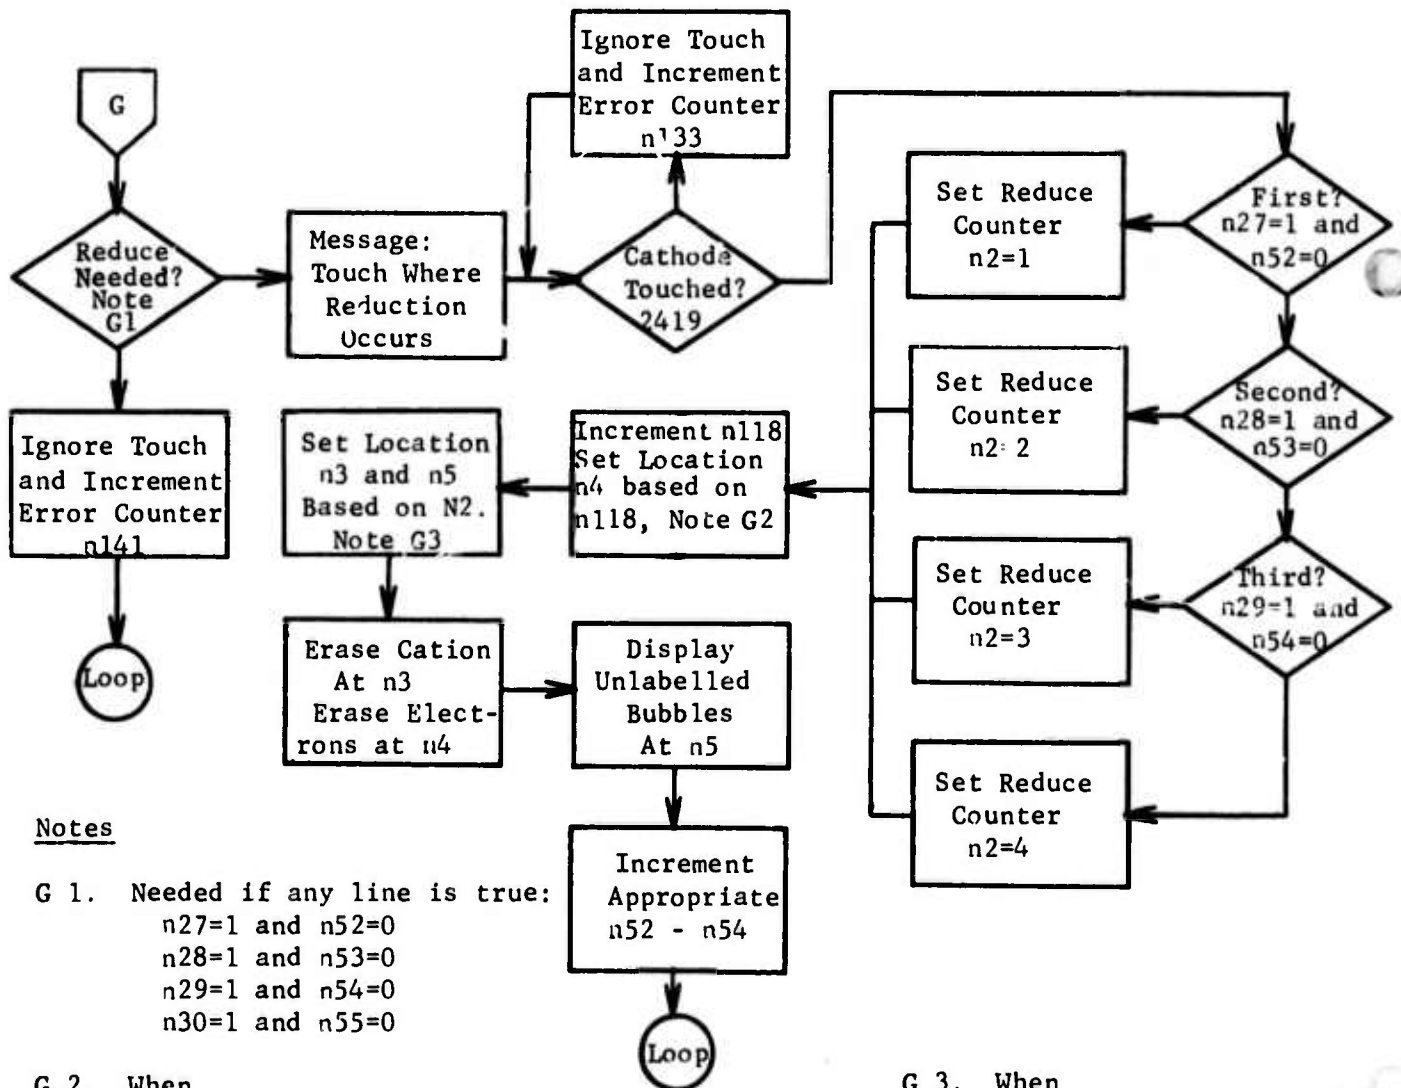 G
Reduce
Needed?
Note
G1
Ignore Touch
and Increment
Error Counter
n141
Loop
Message:
Touch Where
Reduction
Occurs
Ignore Touch
and Increment
Error Counter
n133
Cathode
Touched?
2419
First?
n27=1 and
n52=0
Set Reduce
Counter
n2=1
Second?
n28=1 and
n53=0
Set Reduce
Counter
n2=2
Third?
n29=1 and
n54=0
Set Reduce
Counter
n2=3
Set Reduce
Counter
n2=4
Increment n118
Set Location
n4 based on
n118, Note G2
Set Location
n3 and n5
Based on N2.
Note G3
Erase Cation
At n3
Erase Elect-
rons at n4
Display
Unlabelled
Bubbles
At n5
Increment
Appropriate
n52 - n54
Loop
Notes
G 1. Needed if any line is true:
n27=1 and n52=0
n28=1 and n53=0
n29=1 and n54=0
n30=1 and n55=0
G 2. When
G 3. When